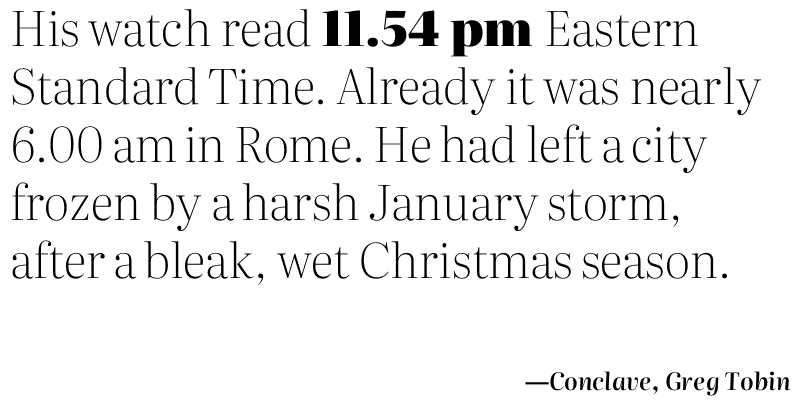 His watch read 11.54 pm Eastern
Standard Time. Already it was nearly
6.00 am in Rome. He had left a city
frozen by a harsh January storm,
after a bleak, wet Christmas season.
—Conclave, Greg Tobin